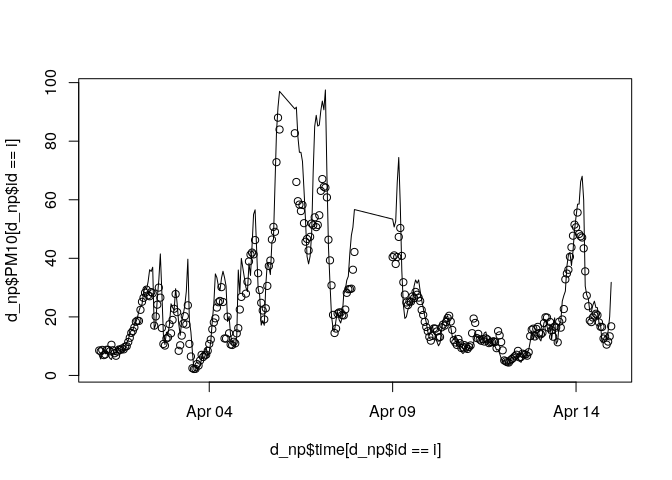 100
80
60
40
20
0
d_np$PM10[d_np$id == i]
Apr 04
Apr 09
Apr 14
d_np$time[d_np$id == i]